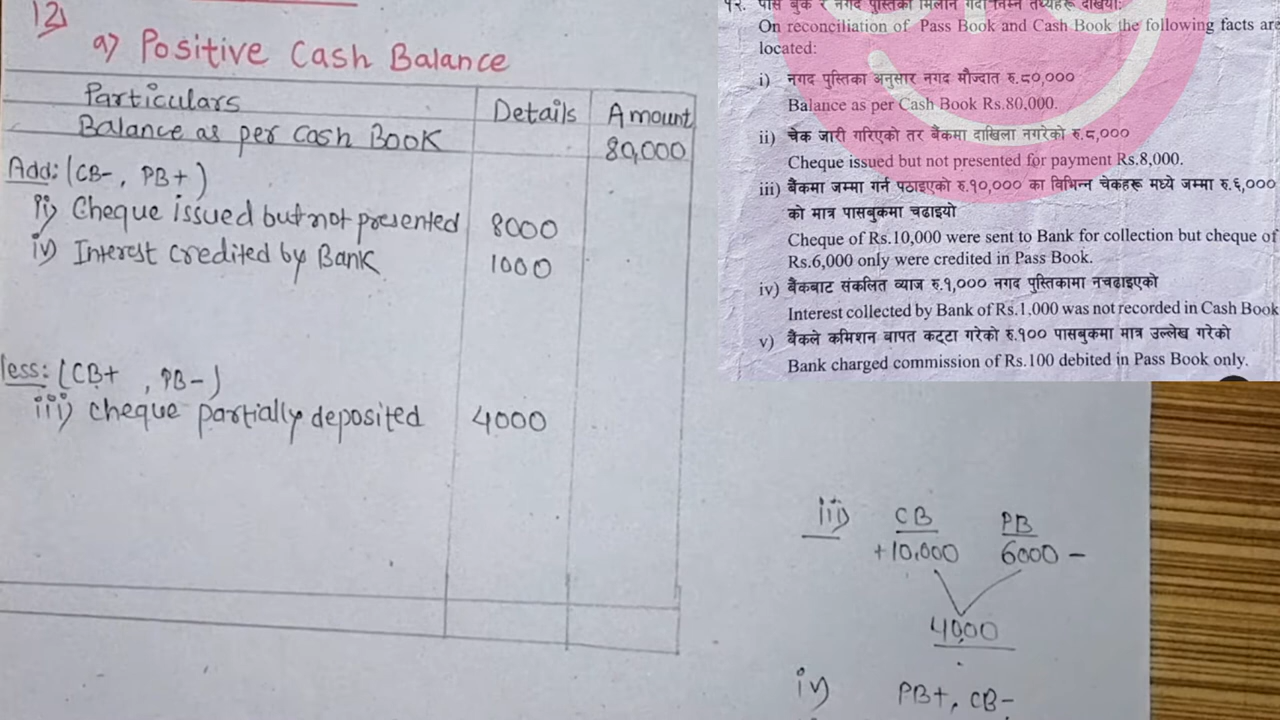 12)
a) Positive Cash Balance
Particulars Details Amount
Balance as per Cash Book 80,000
Add: (CB-, PB+)
ii) Cheque issued but not presented 8000
iv) Interest credited by Bank 1000
less: (CB+ , PB-)
iii) cheque partially deposited 4000
iii) CB PB
+10,000 6000 -
4000
iv) PB+, CB-
१२. पास बुक र नगद पुस्तिका मिलान गर्दा निम्न तथ्यहरू देखियो:
On reconciliation of Pass Book and Cash Book the following facts are
located:
i) नगद पुस्तिका अनुसार नगद मौज्दात रु.८०,०००
Balance as per Cash Book Rs.80,000.
ii) चेक जारी गरिएको तर बैंकमा दाखिला नगरेको रु.८,०००
Cheque issued but not presented for payment Rs.8,000.
iii) बैंकमा जम्मा गर्न पठाइएको रु.१०,००० का विभिन्न चेकहरू मध्ये जम्मा रु.६,०००
को मात्र पासबुकमा चढाइयो
Cheque of Rs.10,000 were sent to Bank for collection but cheque of
Rs.6,000 only were credited in Pass Book.
iv) बैंकबाट संकलित व्याज रु.१,००० नगद पुस्तिकामा नचढाइएको
Interest collected by Bank of Rs.1,000 was not recorded in Cash Book
v) बैंकले कमिशन बापत कट्टा गरेको रु.१०० पासबुकमा मात्र उल्लेख गरेको
Bank charged commission of Rs.100 debited in Pass Book only.